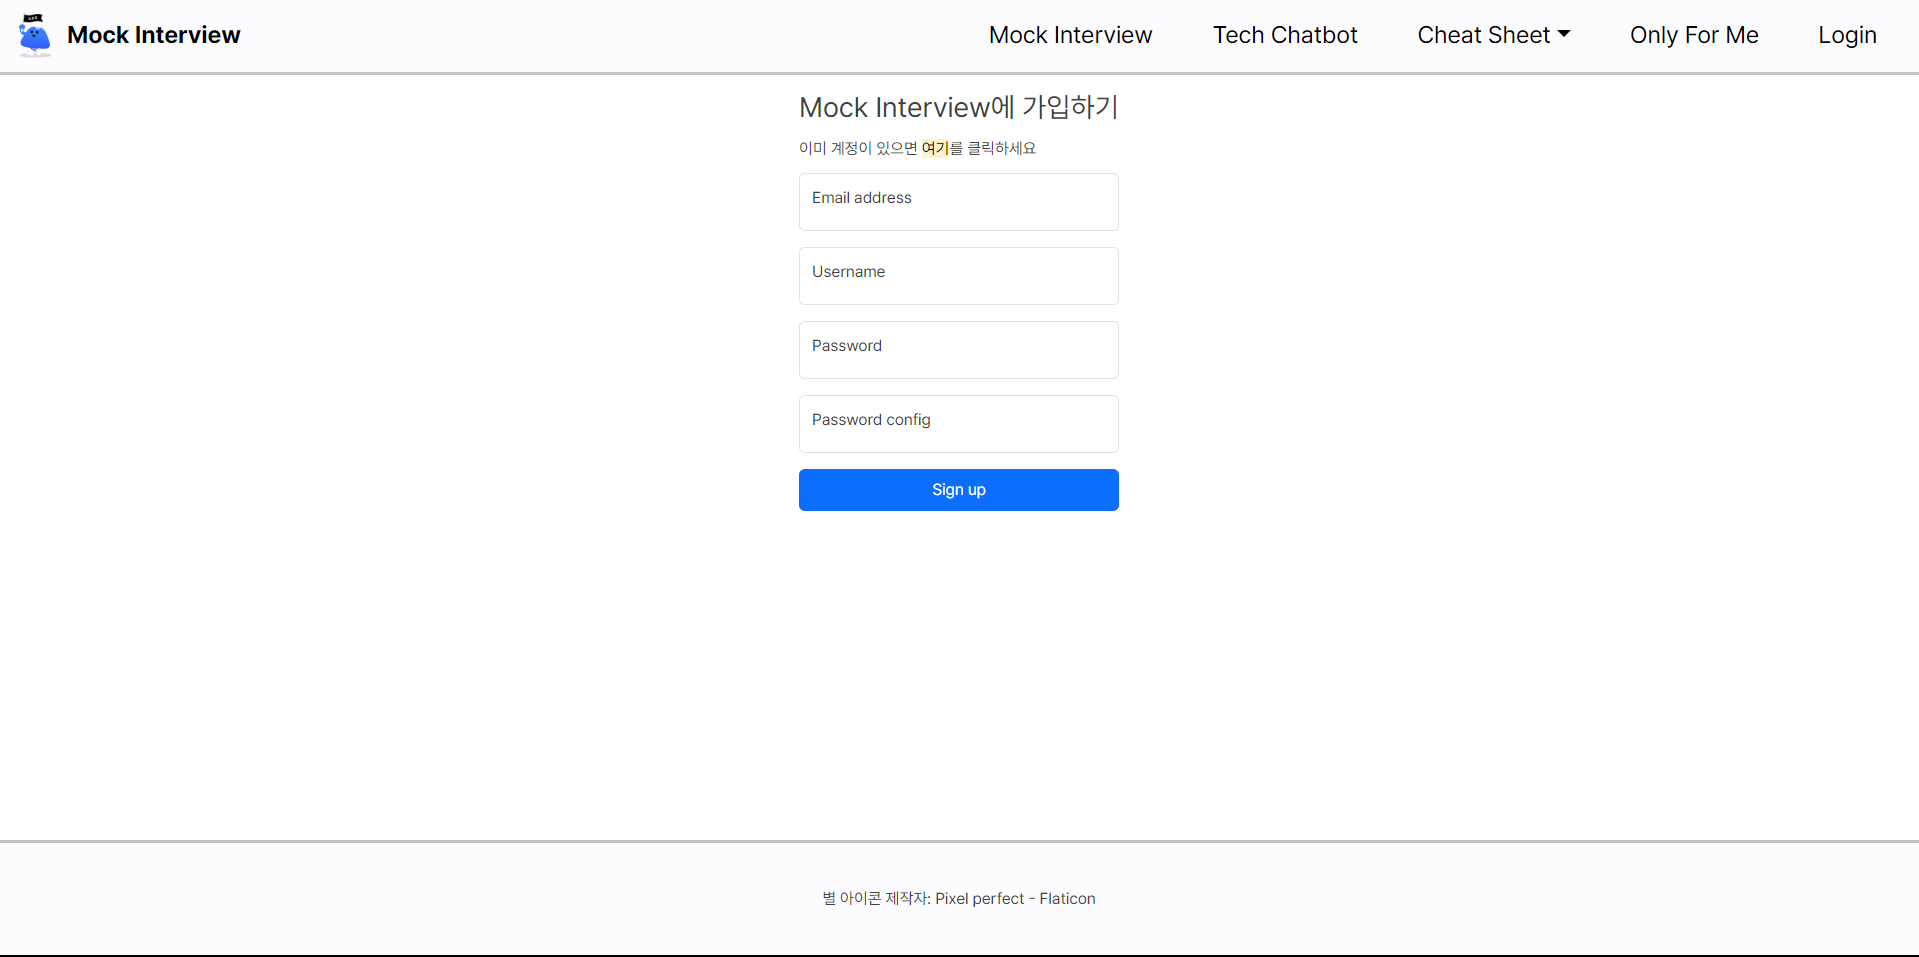 Mock Interview
Mock Interview Tech Chatbot Cheat Sheet Only For Me Login
Mock Interview에 가입하기
이미 계정이 있으면 여기를 클릭하세요
Email address
Username
Password
Password config
Sign up
별 아이콘 제작자: Pixel perfect - Flaticon